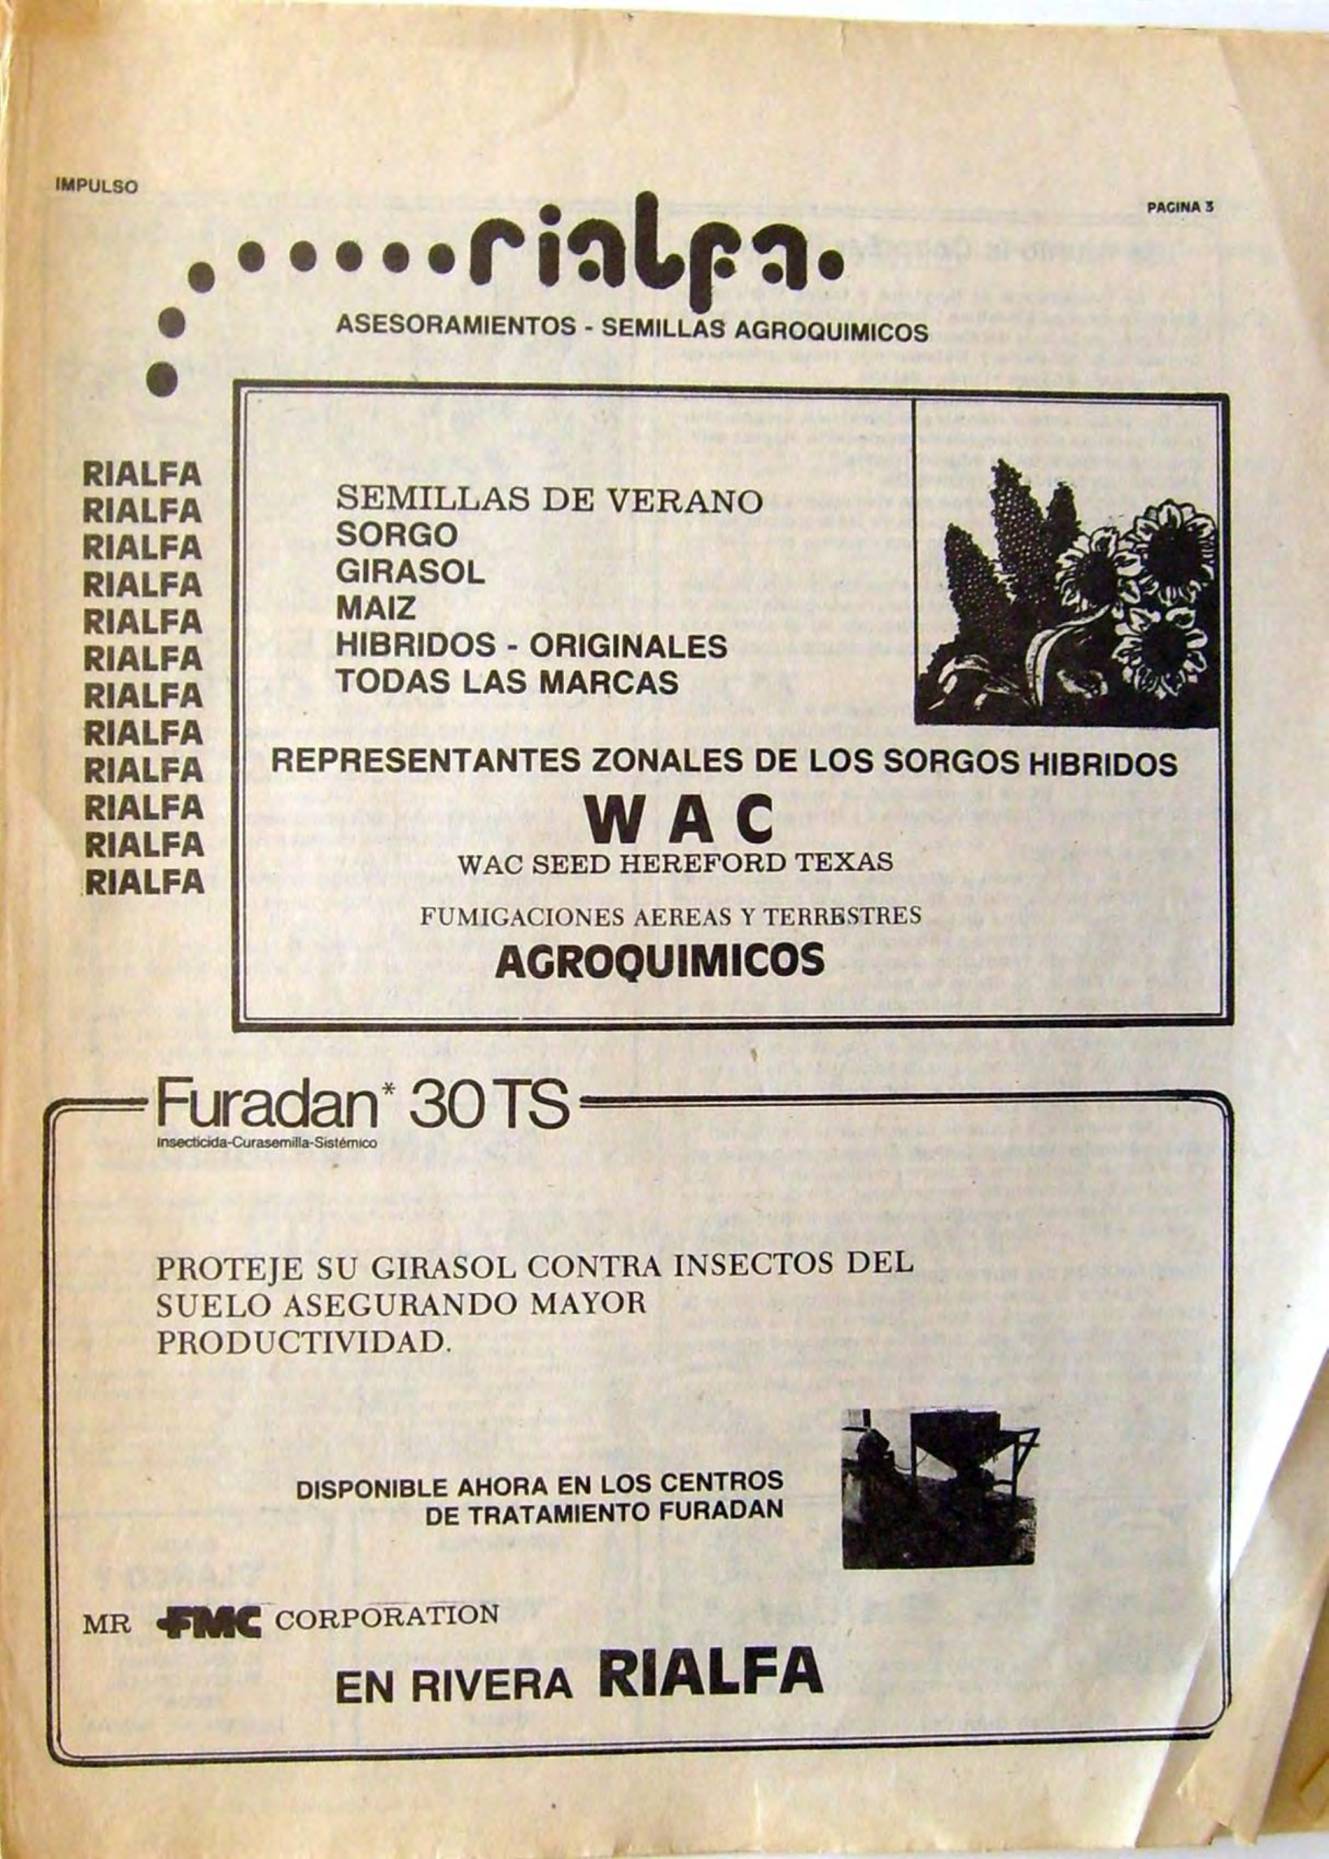 IMPULSO
PAGINA 3
rialfa.
ASESORAMIENTOS - SEMILLAS AGROQUIMICOS
RIALFA
RIALFA
RIALFA
RIALFA
RIALFA
RIALFA
RIALFA
RIALFA
RIALFA
RIALFA
RIALFA
RIALFA
SEMILLAS DE VERANO
SORGO
GIRASOL
MAIZ
HIBRIDOS - ORIGINALES
TODAS LAS MARCAS
REPRESENTANTES ZONALES DE LOS SORGOS HIBRIDOS
W A C
WAC SEED HEREFORD TEXAS
FUMIGACIONES AEREAS Y TERRESTRES
AGROQUIMICOS
Furadan* 30 TS
Insecticida-Curasemilla-Sistémico
PROTEJE SU GIRASOL CONTRA INSECTOS DEL
SUELO ASEGURANDO MAYOR
PRODUCTIVIDAD.
DISPONIBLE AHORA EN LOS CENTROS
DE TRATAMIENTO FURADAN
MR FMC CORPORATION
EN RIVERA RIALFA